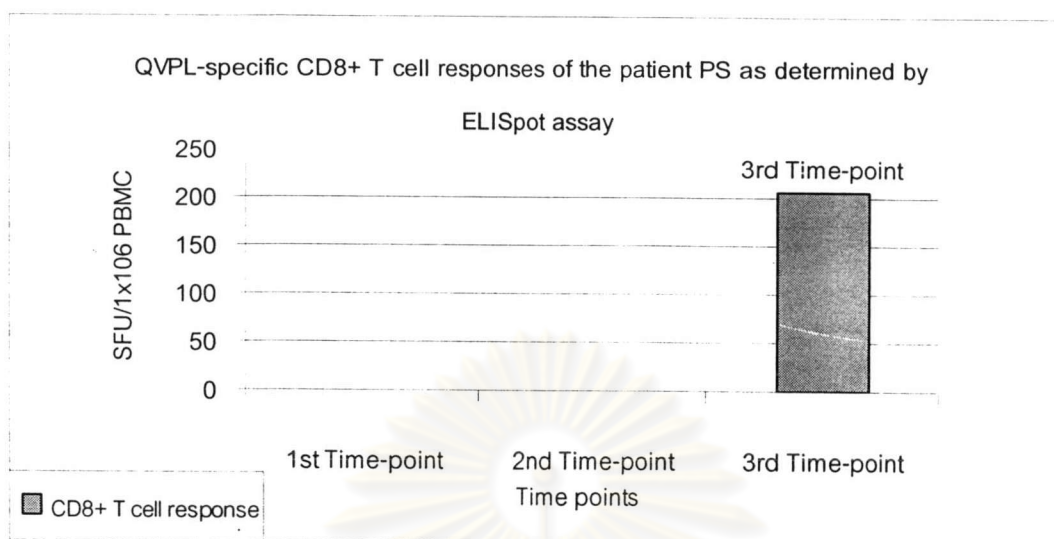 QVPL-specific CD8+ T cell responses of the patient PS as determined by
ELISpot assay
250
200
150
100
50
0
SFU/1x106 PBMC
3rd Time-point
1st Time-point
2nd Time-point
3rd Time-point
Time points
CD8+ T cell response